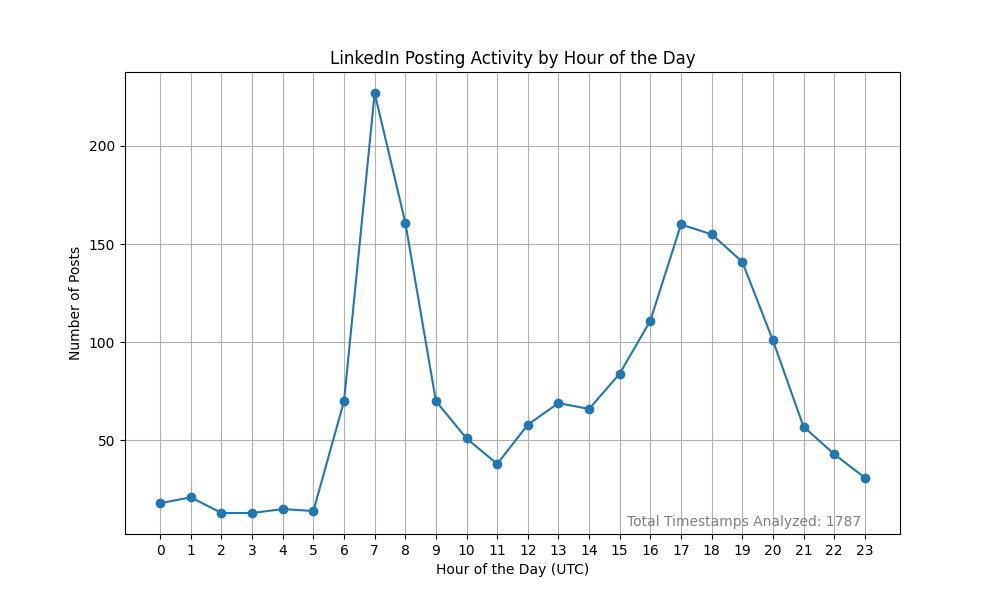 LinkedIn Posting Activity by Hour of the Day
200
150
100
50
Number of Posts
Total Timestamps Analyzed: 1787
0 1 2 3 4 5 6 7 8 9 10 11 12 13 14 15 16 17 18 19 20 21 22 23
Hour of the Day (UTC)